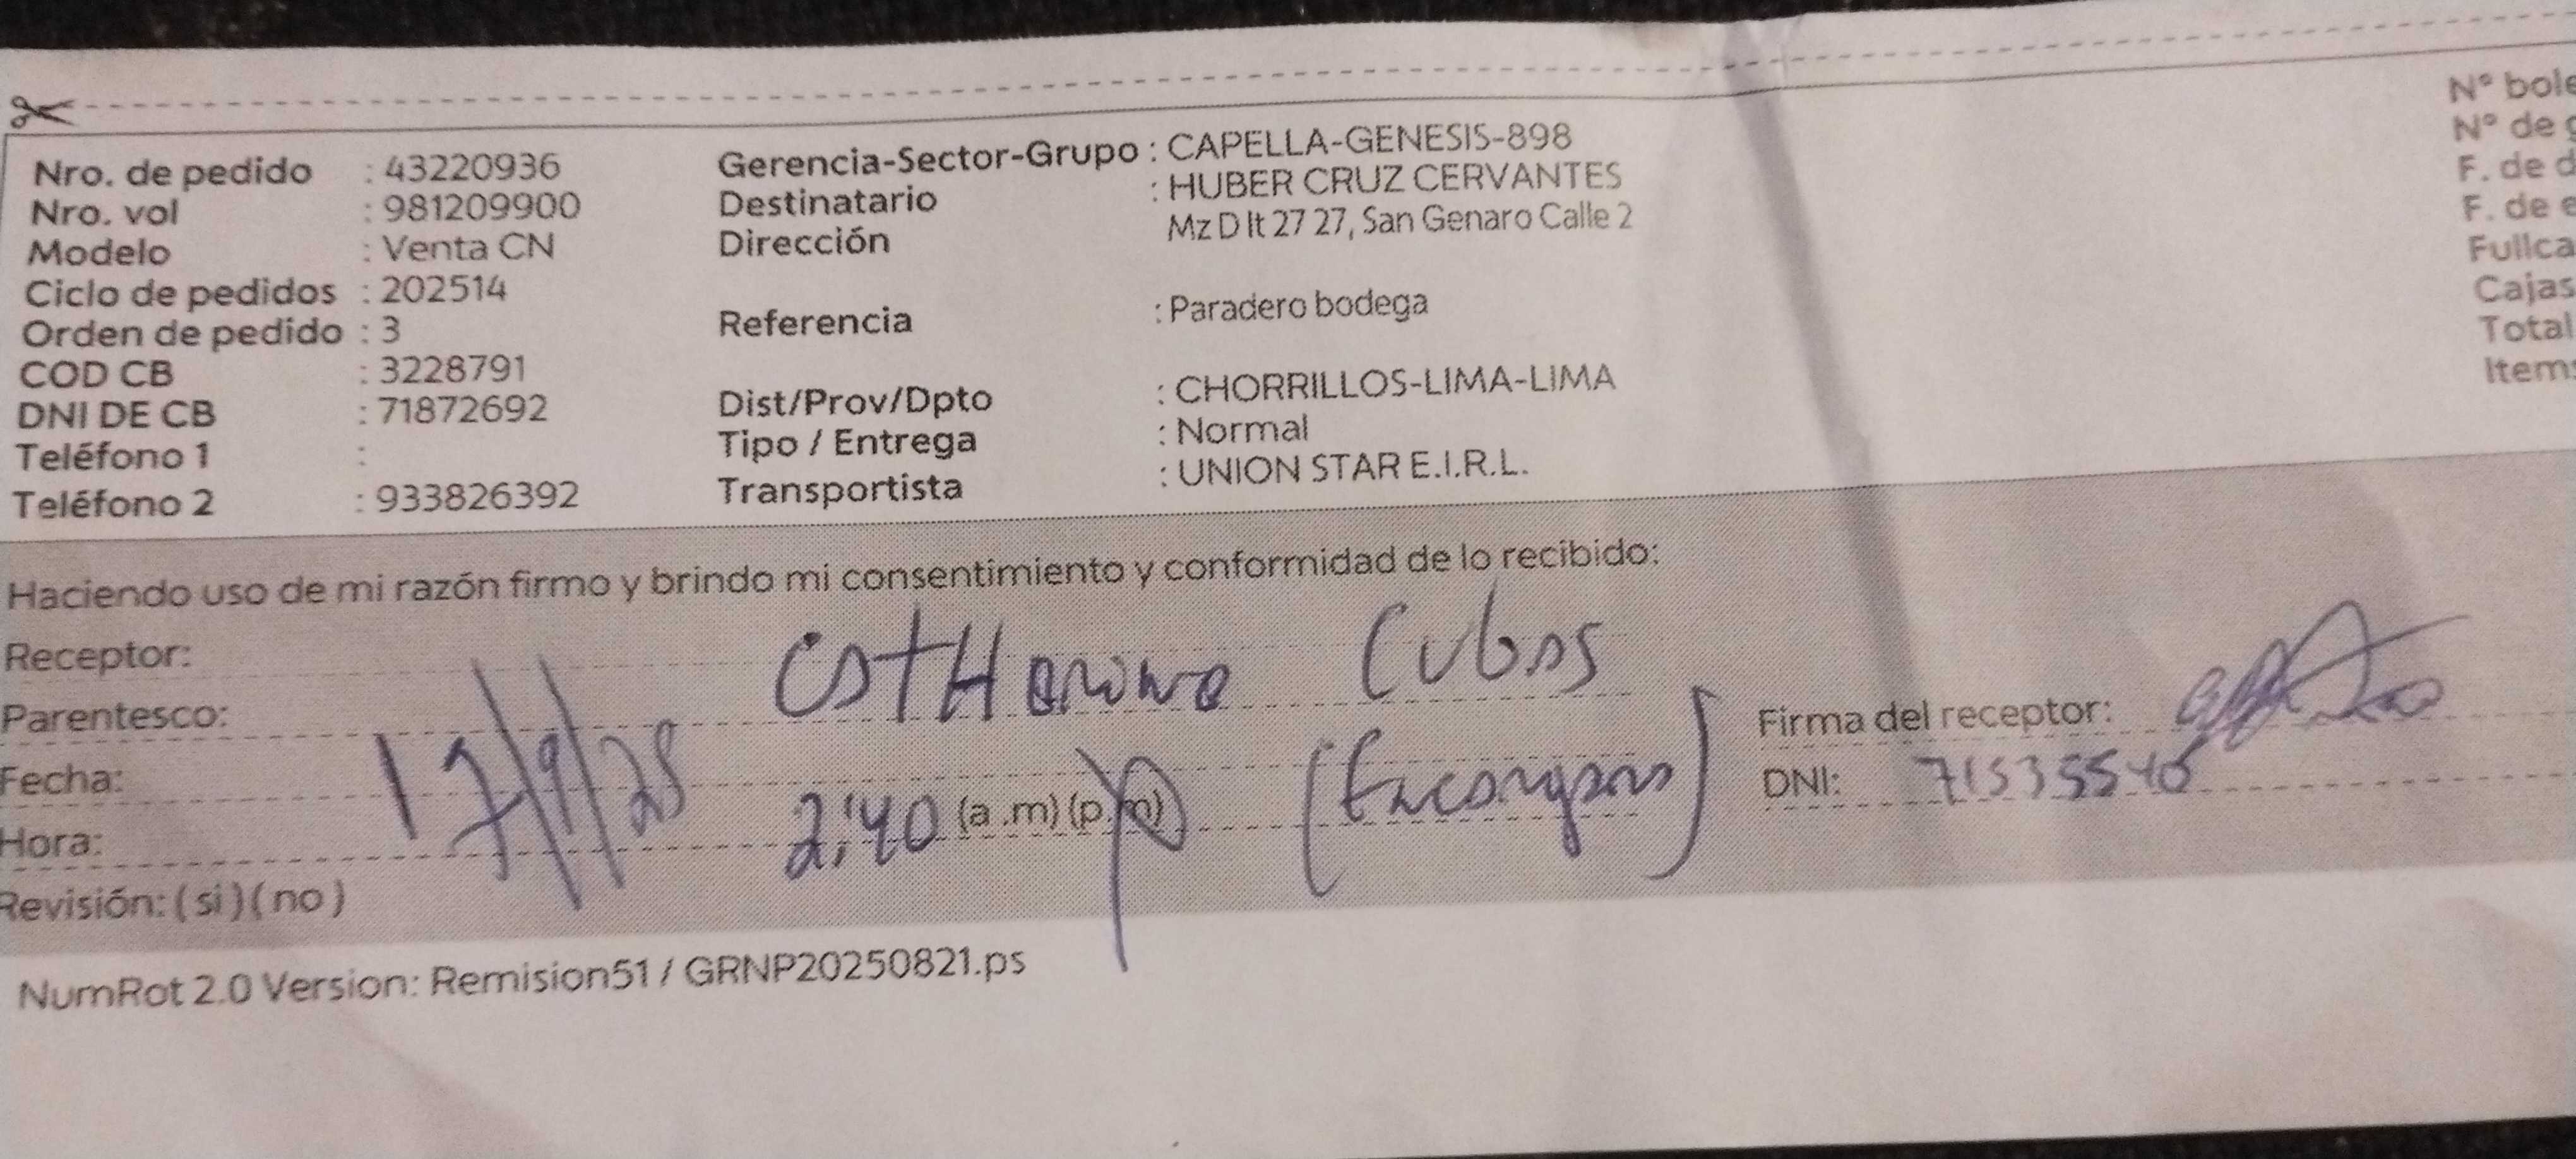 Nro. de pedido : 43220936
Nro. vol : 981209900
Modelo : Venta CN
Ciclo de pedidos : 202514
Orden de pedido : 3
COD CB : 3228791
DNI DE CB : 71872692
Teléfono 1 :
Teléfono 2 : 933826392
Gerencia-Sector-Grupo : CAPELLA-GENESIS-898
Destinatario : HUBER CRUZ CERVANTES
Dirección Mz D lt 27 27, San Genaro Calle 2
Referencia : Paradero bodega
Dist/Prov/Dpto : CHORRILLOS-LIMA-LIMA
Tipo / Entrega : Normal
Transportista : UNION STAR E.I.R.L.
N° bole
N° de
F. de d
F. de e
Fullca
Cajas
Total
Items
Haciendo uso de mi razón firmo y brindo mi consentimiento y conformidad de lo recibido:
Receptor: Cubas
Parentesco:
Fecha: 17/9/25
Hora: 2:40 (a .m) (p.m)
Revisión: ( si ) ( no )
Firma del receptor:
DNI:
NumRot 2.0 Version: Remision51 / GRNP20250821.ps